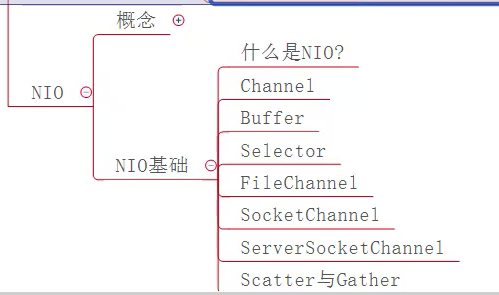 概念
NIO
NIO基础
什么是NIO?
Channel
Buffer
Selector
FileChannel
SocketChannel
ServerSocketChannel
Scatter与Gather